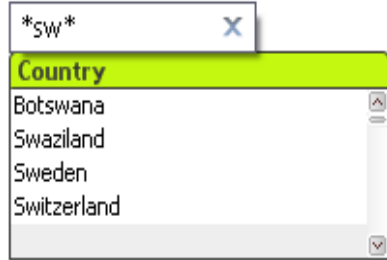 *sw*
Country
Botswana
Swaziland
Sweden
Switzerland